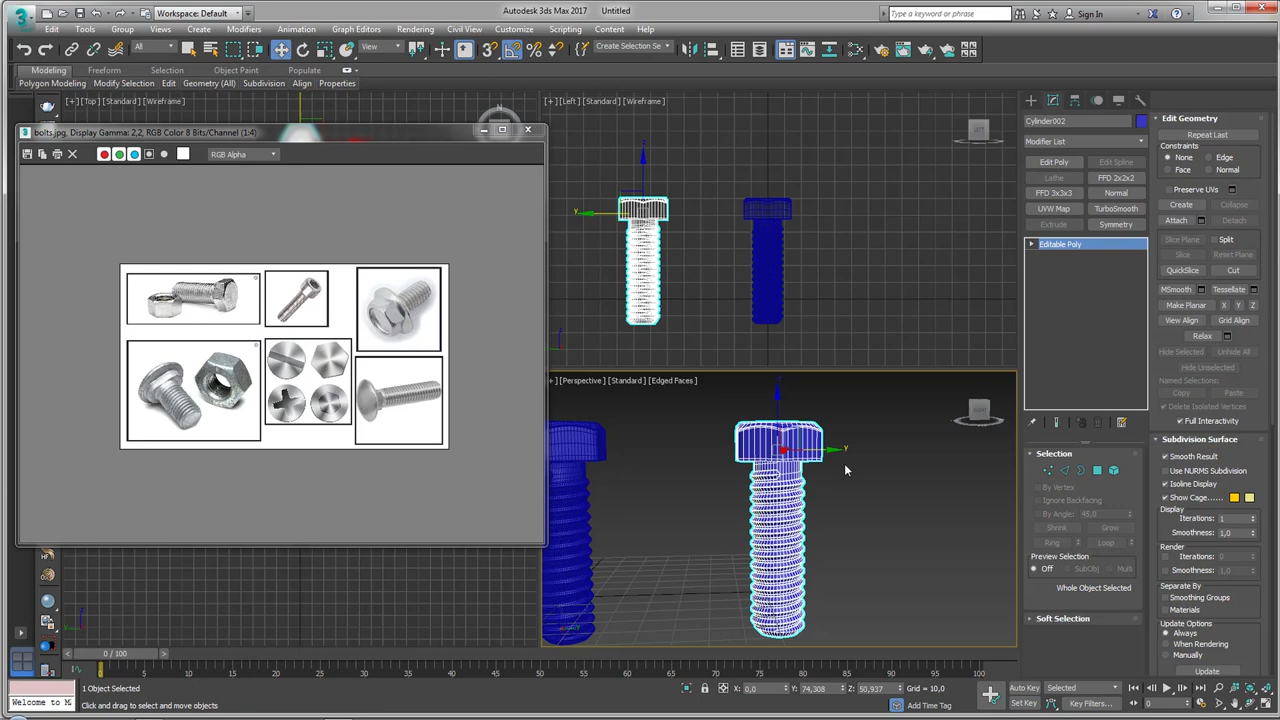 Workspace: Default
Autodesk 3ds Max 2017
Untitled
Type a keyword or phrase
Sign In
Edit
Tools
Group
Views
Create
Modifiers
Animation
Graph Editors
Rendering
Civil View
Customize
Scripting
Content
Help
All
View
Create Selection Se
Modeling
Freeform
Selection
Object Paint
Populate
Polygon Modeling
Modify Selection
Edit
Geometry (All)
Subdivision
Align
Properties
[+] [Top] [Standard] [Wireframe]
[+] [Left] [Standard] [Wireframe]
bolts.jpg, Display Gamma: 2,2, RGB Color 8 Bits/Channel (1:4)
RGB Alpha
[Perspective] [Standard] [Edged Faces]
Cylinder002
Modifier List
Edit Poly
Edit Spline
Lathe
FFD 2x2x2
FFD 3x3x3
Normal
UVW Map
TurboSmooth
Extrude
Symmetry
Editable Poly
Selection
By Vertex
Ignore Backfacing
By Angle: 45,0
Shrink
Grow
Ring
Loop
Preview Selection
Off
SubObj
Multi
Whole Object Selected
Soft Selection
Edit Geometry
Repeat Last
Constraints
None
Edge
Face
Normal
Preserve UVs
Create
Collapse
Attach
Detach
Slice Plane
Split
Slice
Reset Plane
QuickSlice
Cut
MSmooth
Tessellate
Make Planar
X
Y
Z
View Align
Grid Align
Relax
Hide Selected
Unhide All
Hide Unselected
Named Selections:
Copy
Paste
Delete Isolated Vertices
Full Interactivity
Subdivision Surface
Smooth Result
Use NURMS Subdivision
Isoline Display
Show Cage......
Display
Iterations: 1
Smoothness:
Render
Iterations:
Smoothness: 1,0
Separate By
Smoothing Groups
Materials
Update Options
Always
When Rendering
Manually
Update
0 / 100
0 5 10 15 20 25 30 35 40 45 50 55 60 65 70 75 80 85 90 95 100
1 Object Selected
Click and drag to select and move objects
Welcome to M
X: 0,0
Y: 74,308
Z: 50,937
Grid = 10,0
Add Time Tag
Auto Key
Selected
Set Key
Key Filters...
0